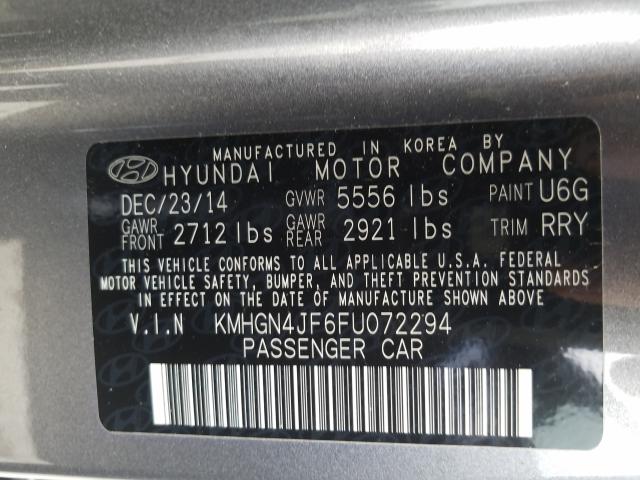 MANUFACTURED IN KOREA BY
HYUNDAI MOTOR COMPANY
DEC/23/14 GVWR 5556 lbs PAINT U6G
GAWR FRONT 2712 lbs GAWR REAR 2921 lbs TRIM RRY
THIS VEHICLE CONFORMS TO ALL APPLICABLE U.S.A. FEDERAL
MOTOR VEHICLE SAFETY, BUMPER, AND THEFT PREVENTION STANDARDS
IN EFFECT ON THE DATE OF MANUFACTURE SHOWN ABOVE
V.I.N KMHGN4JF6FU072294
PASSENGER CAR